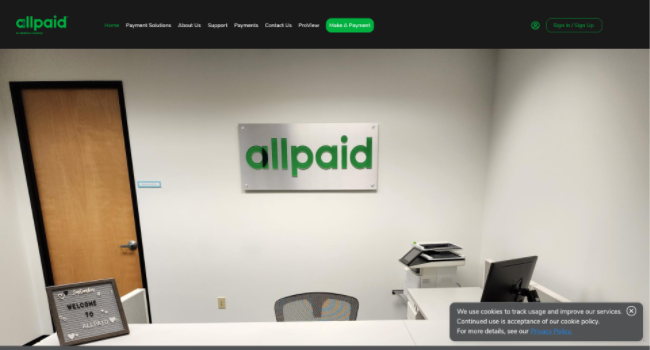 allpaid
Home Payment Solutions About Us Support Payments Contact Us ProView Make A Payment
Sign In / Sign Up
allpaid
WELCOME
TO
ALLPAID
We use cookies to track usage and improve our services.
Continued use is acceptance of our cookie policy.
For more details, see our Privacy Policy.